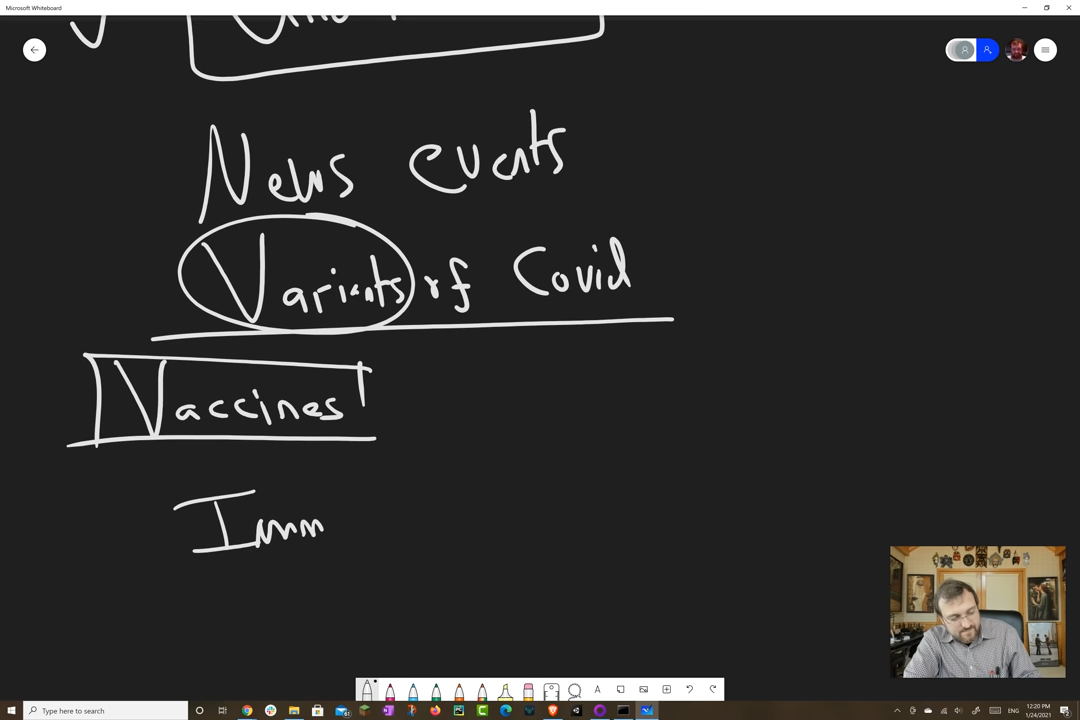 Microsoft Whiteboard
News events
Variants of Covid
Vaccines
Imm
Type here to search
ENG
12:20 PM
1/24/2021